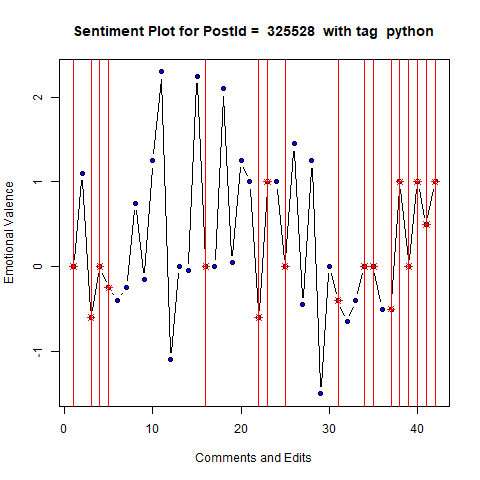 Sentiment Plot for PostId =  325528  with tag  python
Emotional Valence
2
1
0
-1
0 10 20 30 40
Comments and Edits